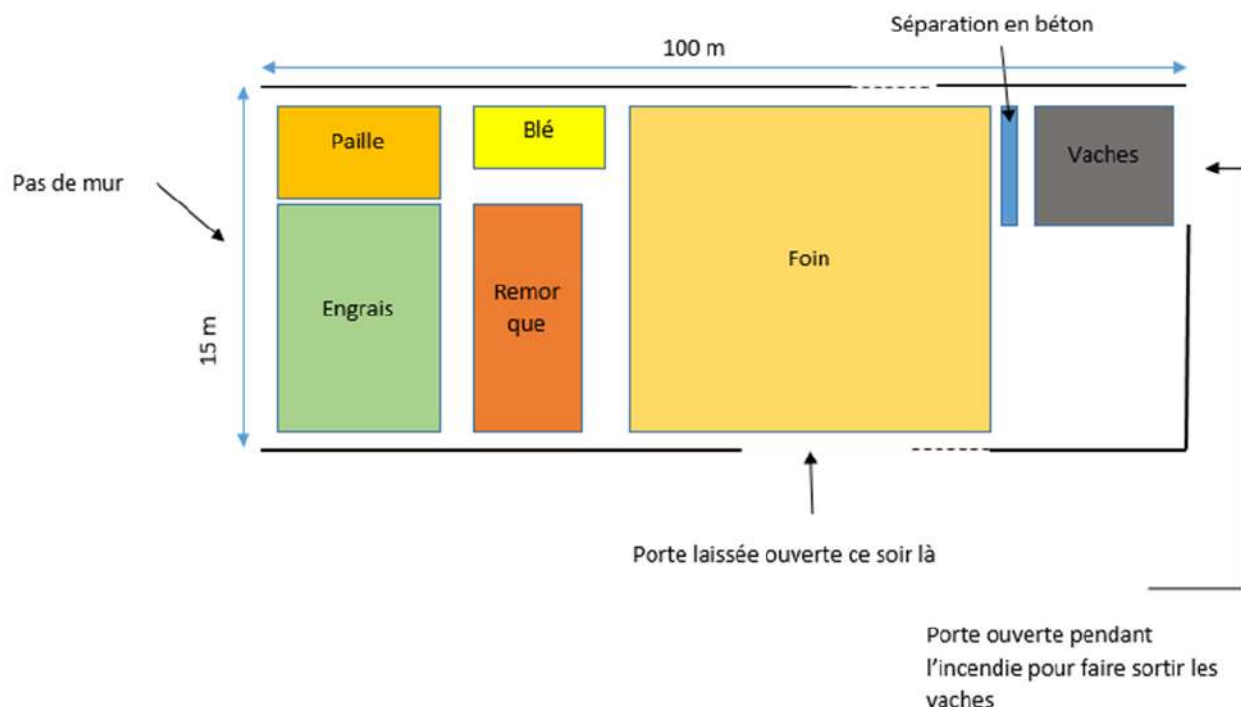 Séparation en béton
100 m
Paille
Blé
Vaches
Pas de mur
Foin
Engrais
Remor
que
15 m
Porte laissée ouverte ce soir là
Porte ouverte pendant
l'incendie pour faire sortir les
vaches